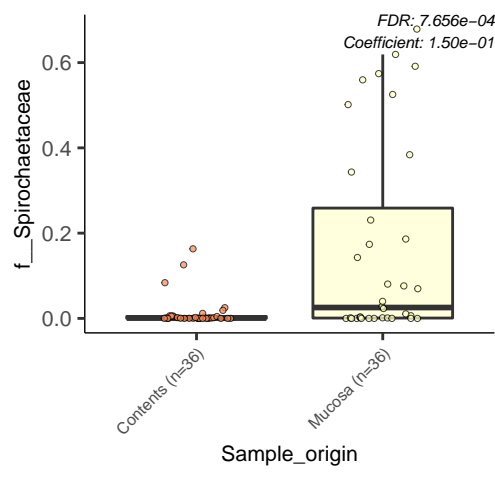 FDR: 7.656e−04
Coefficient: 1.50e−01
f__Spirochaetaceae
0.6
0.4
0.2
0.0
Contents (n=36)
Mucosa (n=36)
Sample_origin